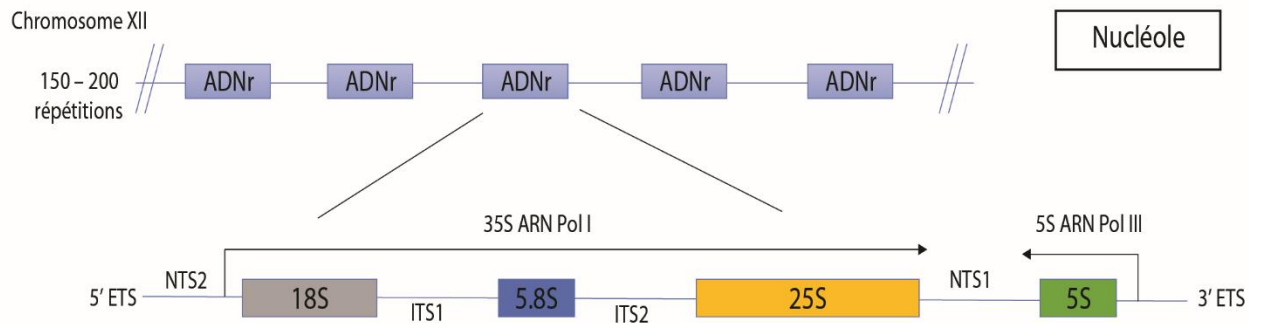 Chromosome XII
Nucléole
150 – 200
répétitions
ADNr ADNr ADNr ADNr ADNr
35S ARN Pol I
5S ARN Pol III
5' ETS
NTS2
18S
ITS1
5.8S
ITS2
25S
NTS1
5S
3' ETS